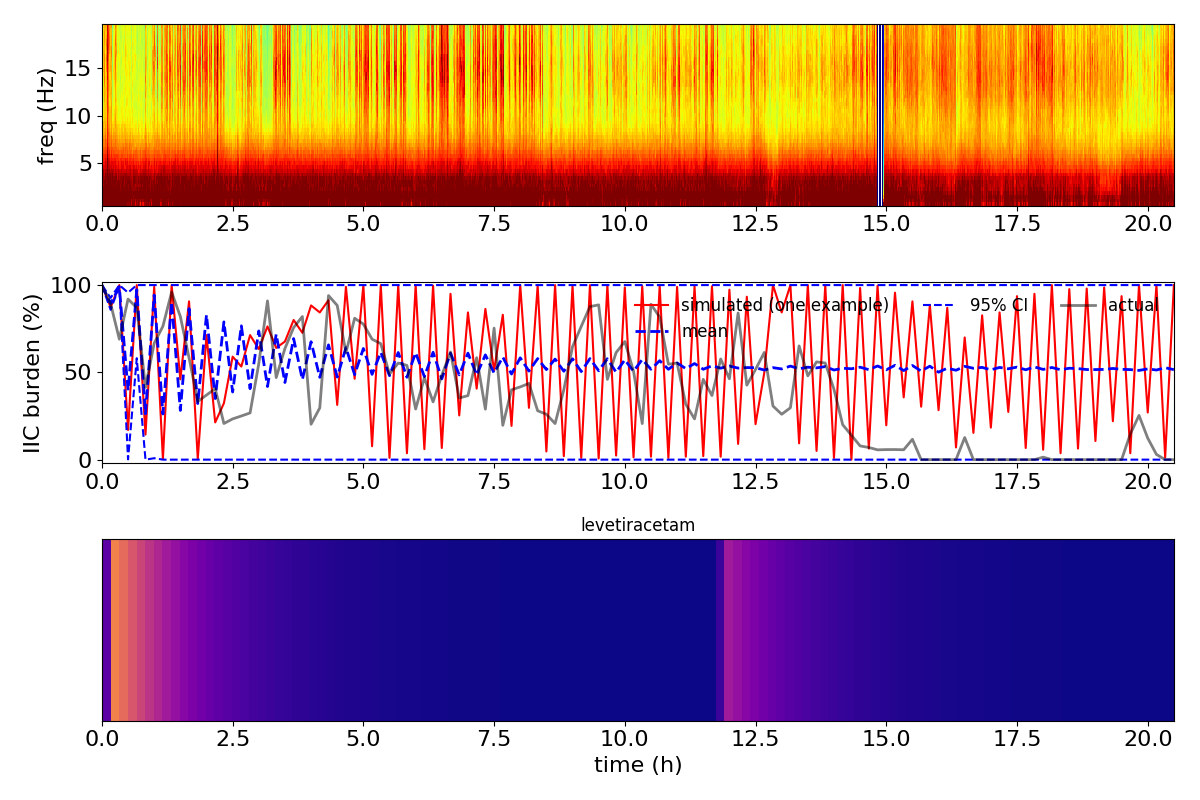 freq (Hz)
15
10
5
0.0 2.5 5.0 7.5 10.0 12.5 15.0 17.5 20.0
IIC burden (%)
100
50
0
simulated (one example) 95% CI actual
mean
0.0 2.5 5.0 7.5 10.0 12.5 15.0 17.5 20.0
levetiracetam
0.0 2.5 5.0 7.5 10.0 12.5 15.0 17.5 20.0
time (h)